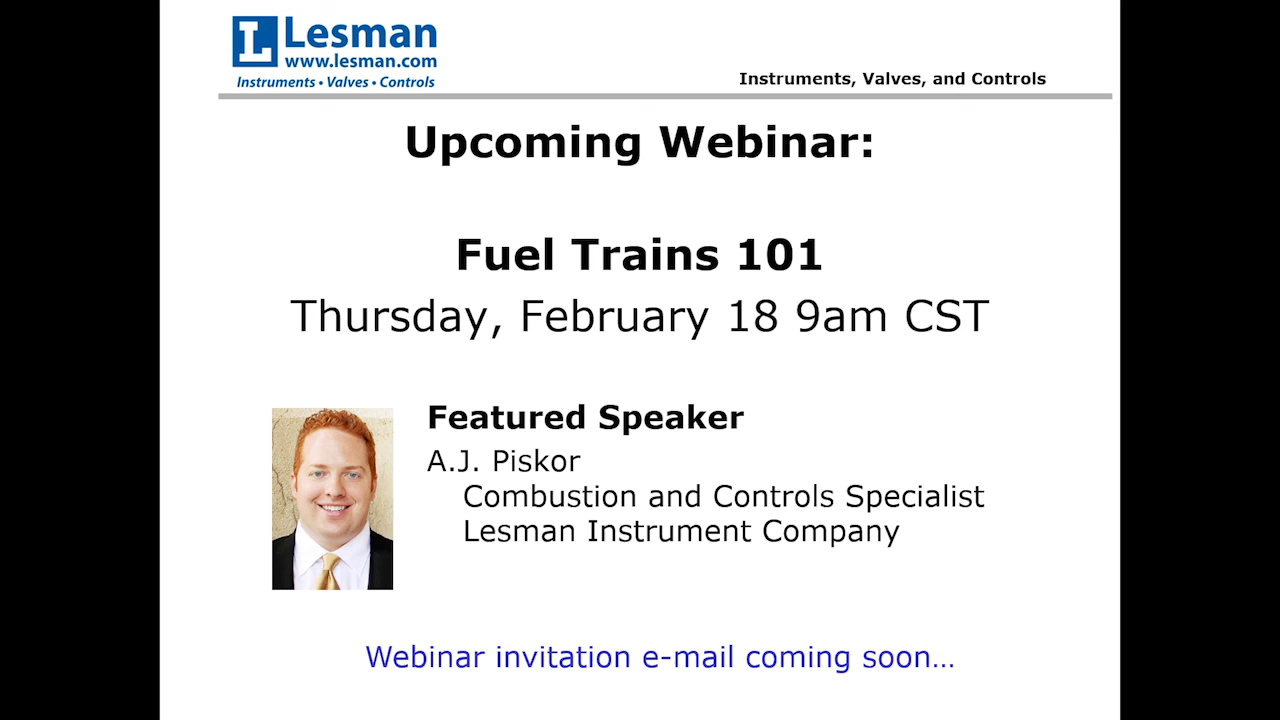 L Lesman
www.lesman.com
Instruments • Valves • Controls
Instruments, Valves, and Controls
Upcoming Webinar:
Fuel Trains 101
Thursday, February 18 9am CST
Featured Speaker
A.J. Piskor
Combustion and Controls Specialist
Lesman Instrument Company
Webinar invitation e-mail coming soon…